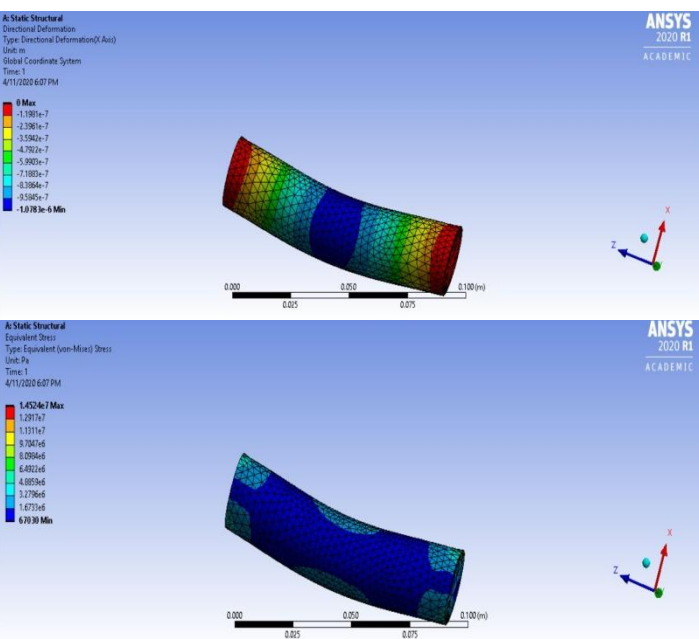 A: Static Structural
Directional Deformation
Type: Directional Deformation(X Axis)
Unit: m
Global Coordinate System
Time: 1
4/11/2020 6:07 PM
0 Max
-1.1981e-7
-2.3961e-7
-3.5942e-7
-4.7922e-7
-5.9903e-7
-7.1883e-7
-8.3864e-7
-9.5845e-7
-1.0783e-6 Min
ANSYS
2020 R1
ACADEMIC
X
Z
0.000 0.050 0.100 (m)
0.025 0.075
A: Static Structural
Equivalent Stress
Type: Equivalent (von-Mises) Stress
Unit: Pa
Time: 1
4/11/2020 6:07 PM
1.4524e7 Max
1.2917e7
1.1311e7
9.7047e6
8.0984e6
6.4922e6
4.8859e6
3.2796e6
1.6733e6
67030 Min
ANSYS
2020 R1
ACADEMIC
X
Z
0.000 0.050 0.100 (m)
0.025 0.075